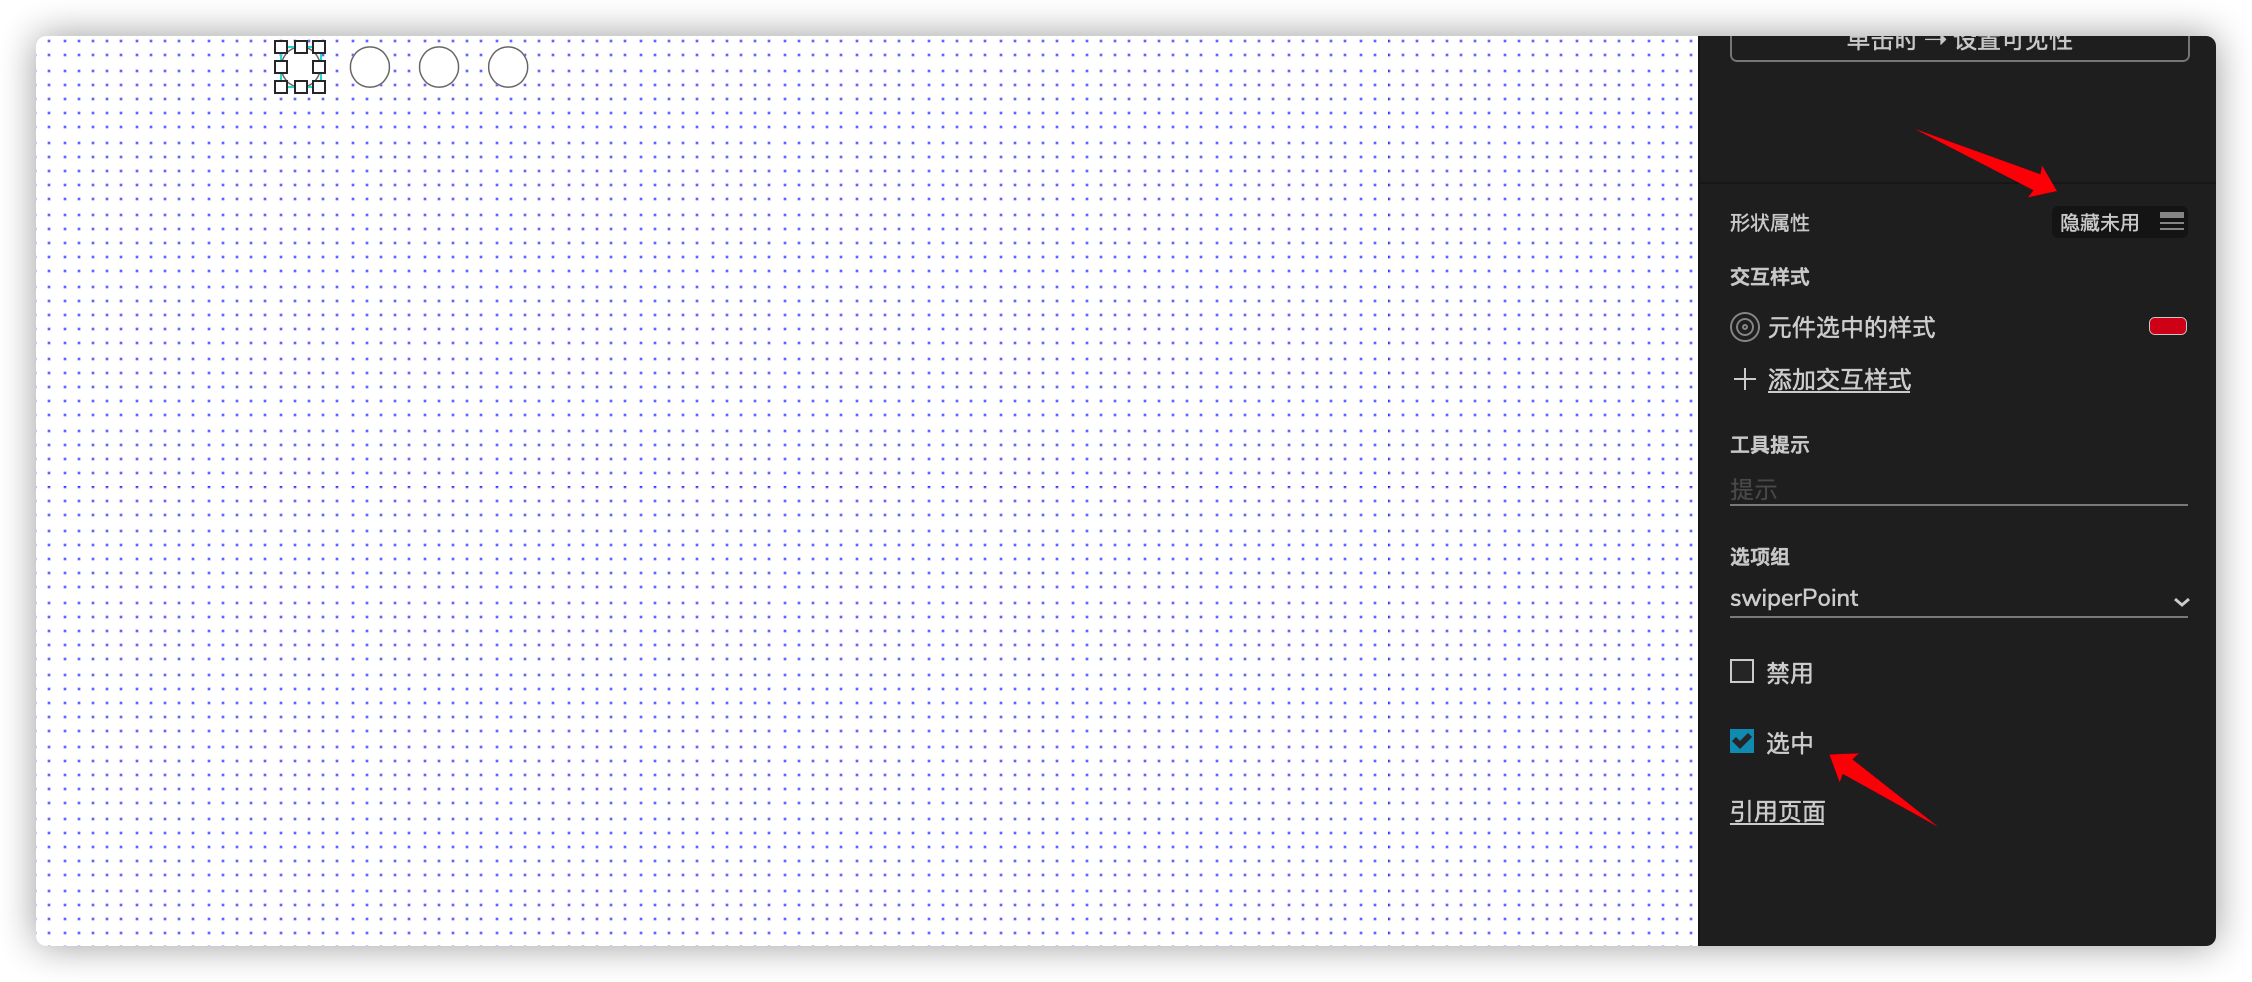 单击时 → 设置可见性
形状属性
隐藏未用
交互样式
元件选中的样式
添加交互样式
工具提示
提示
选项组
swiperPoint
禁用
选中
引用页面